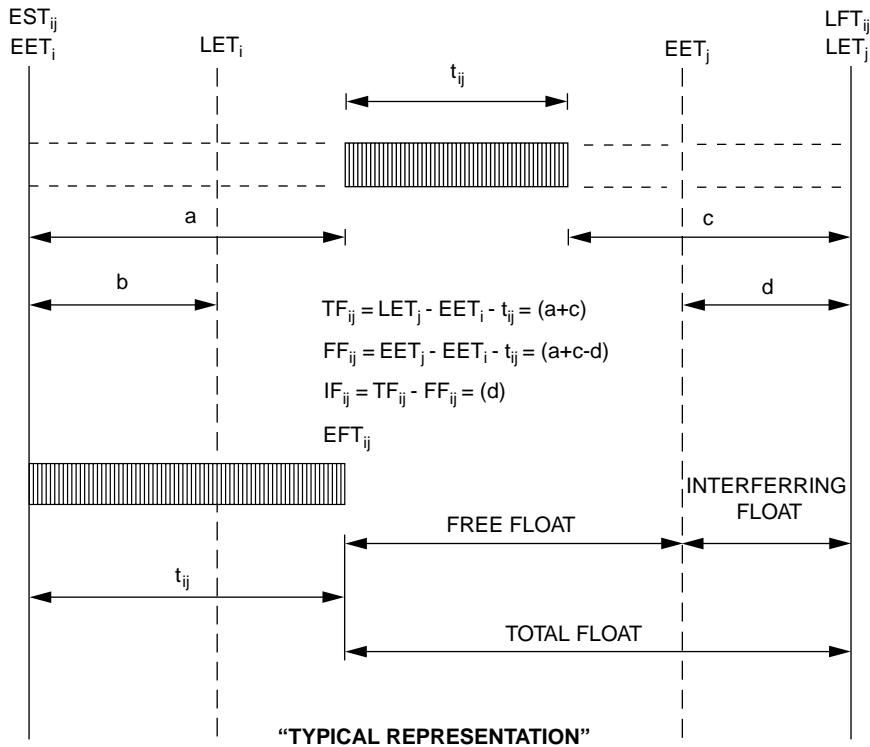 EST_ij LFT_ij
EET_i LET_i EET_j LET_j
t_ij
a c
b d
TF_ij = LET_j - EET_i - t_ij = (a+c)
FF_ij = EET_j - EET_i - t_ij = (a+c-d)
IF_ij = TF_ij - FF_ij = (d)
EFT_ij
INTERFERRING
FREE FLOAT FLOAT
t_ij
TOTAL FLOAT
“TYPICAL REPRESENTATION”